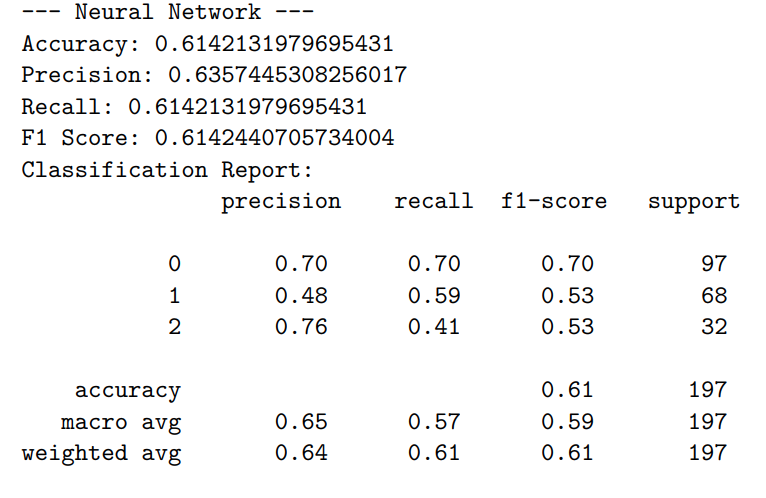 --- Neural Network ---
Accuracy: 0.6142131979695431
Precision: 0.6357445308256017
Recall: 0.6142131979695431
F1 Score: 0.6142440705734004
Classification Report:
precision recall f1-score support
0 0.70 0.70 0.70 97
1 0.48 0.59 0.53 68
2 0.76 0.41 0.53 32
accuracy 0.61 197
macro avg 0.65 0.57 0.59 197
weighted avg 0.64 0.61 0.61 197